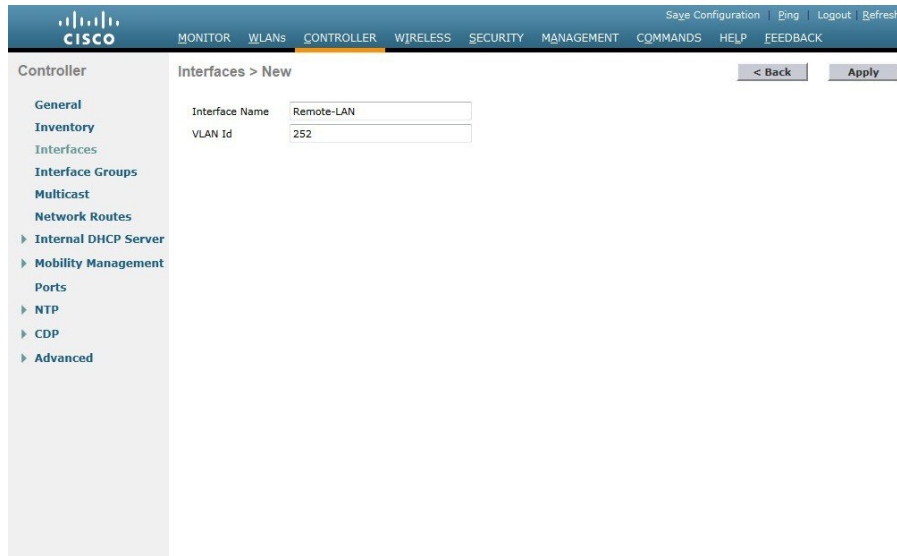 Save Configuration | Ping | Logout | Refresh
CISCO
MONITOR WLANs CONTROLLER WIRELESS SECURITY MANAGEMENT COMMANDS HELP FEEDBACK
Controller
General
Inventory
Interfaces
Interface Groups
Multicast
Network Routes
Internal DHCP Server
Mobility Management
Ports
NTP
CDP
Advanced
Interfaces > New
< Back
Apply
Interface Name Remote-LAN
VLAN Id 252